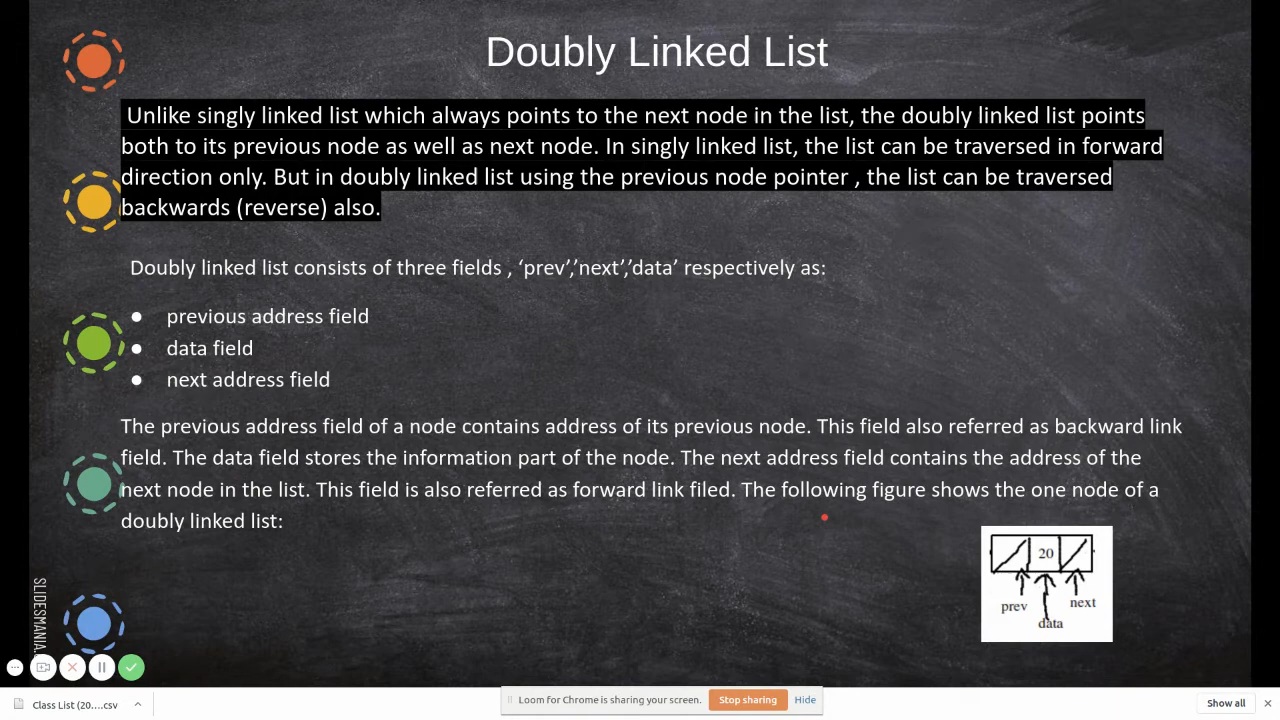 Doubly Linked List
Unlike singly linked list which always points to the next node in the list, the doubly linked list points
both to its previous node as well as next node. In singly linked list, the list can be traversed in forward
direction only. But in doubly linked list using the previous node pointer , the list can be traversed
backwards (reverse) also.
Doubly linked list consists of three fields , ‘prev’,’next’,’data’ respectively as:
● previous address field
● data field
● next address field
The previous address field of a node contains address of its previous node. This field also referred as backward link
field. The data field stores the information part of the node. The next address field contains the address of the
next node in the list. This field is also referred as forward link filed. The following figure shows the one node of a
doubly linked list:
20
prev
next
data
SLIDESMANIA.
Loom for Chrome is sharing your screen.
Stop sharing
Hide
Class List (20....csv
Show all